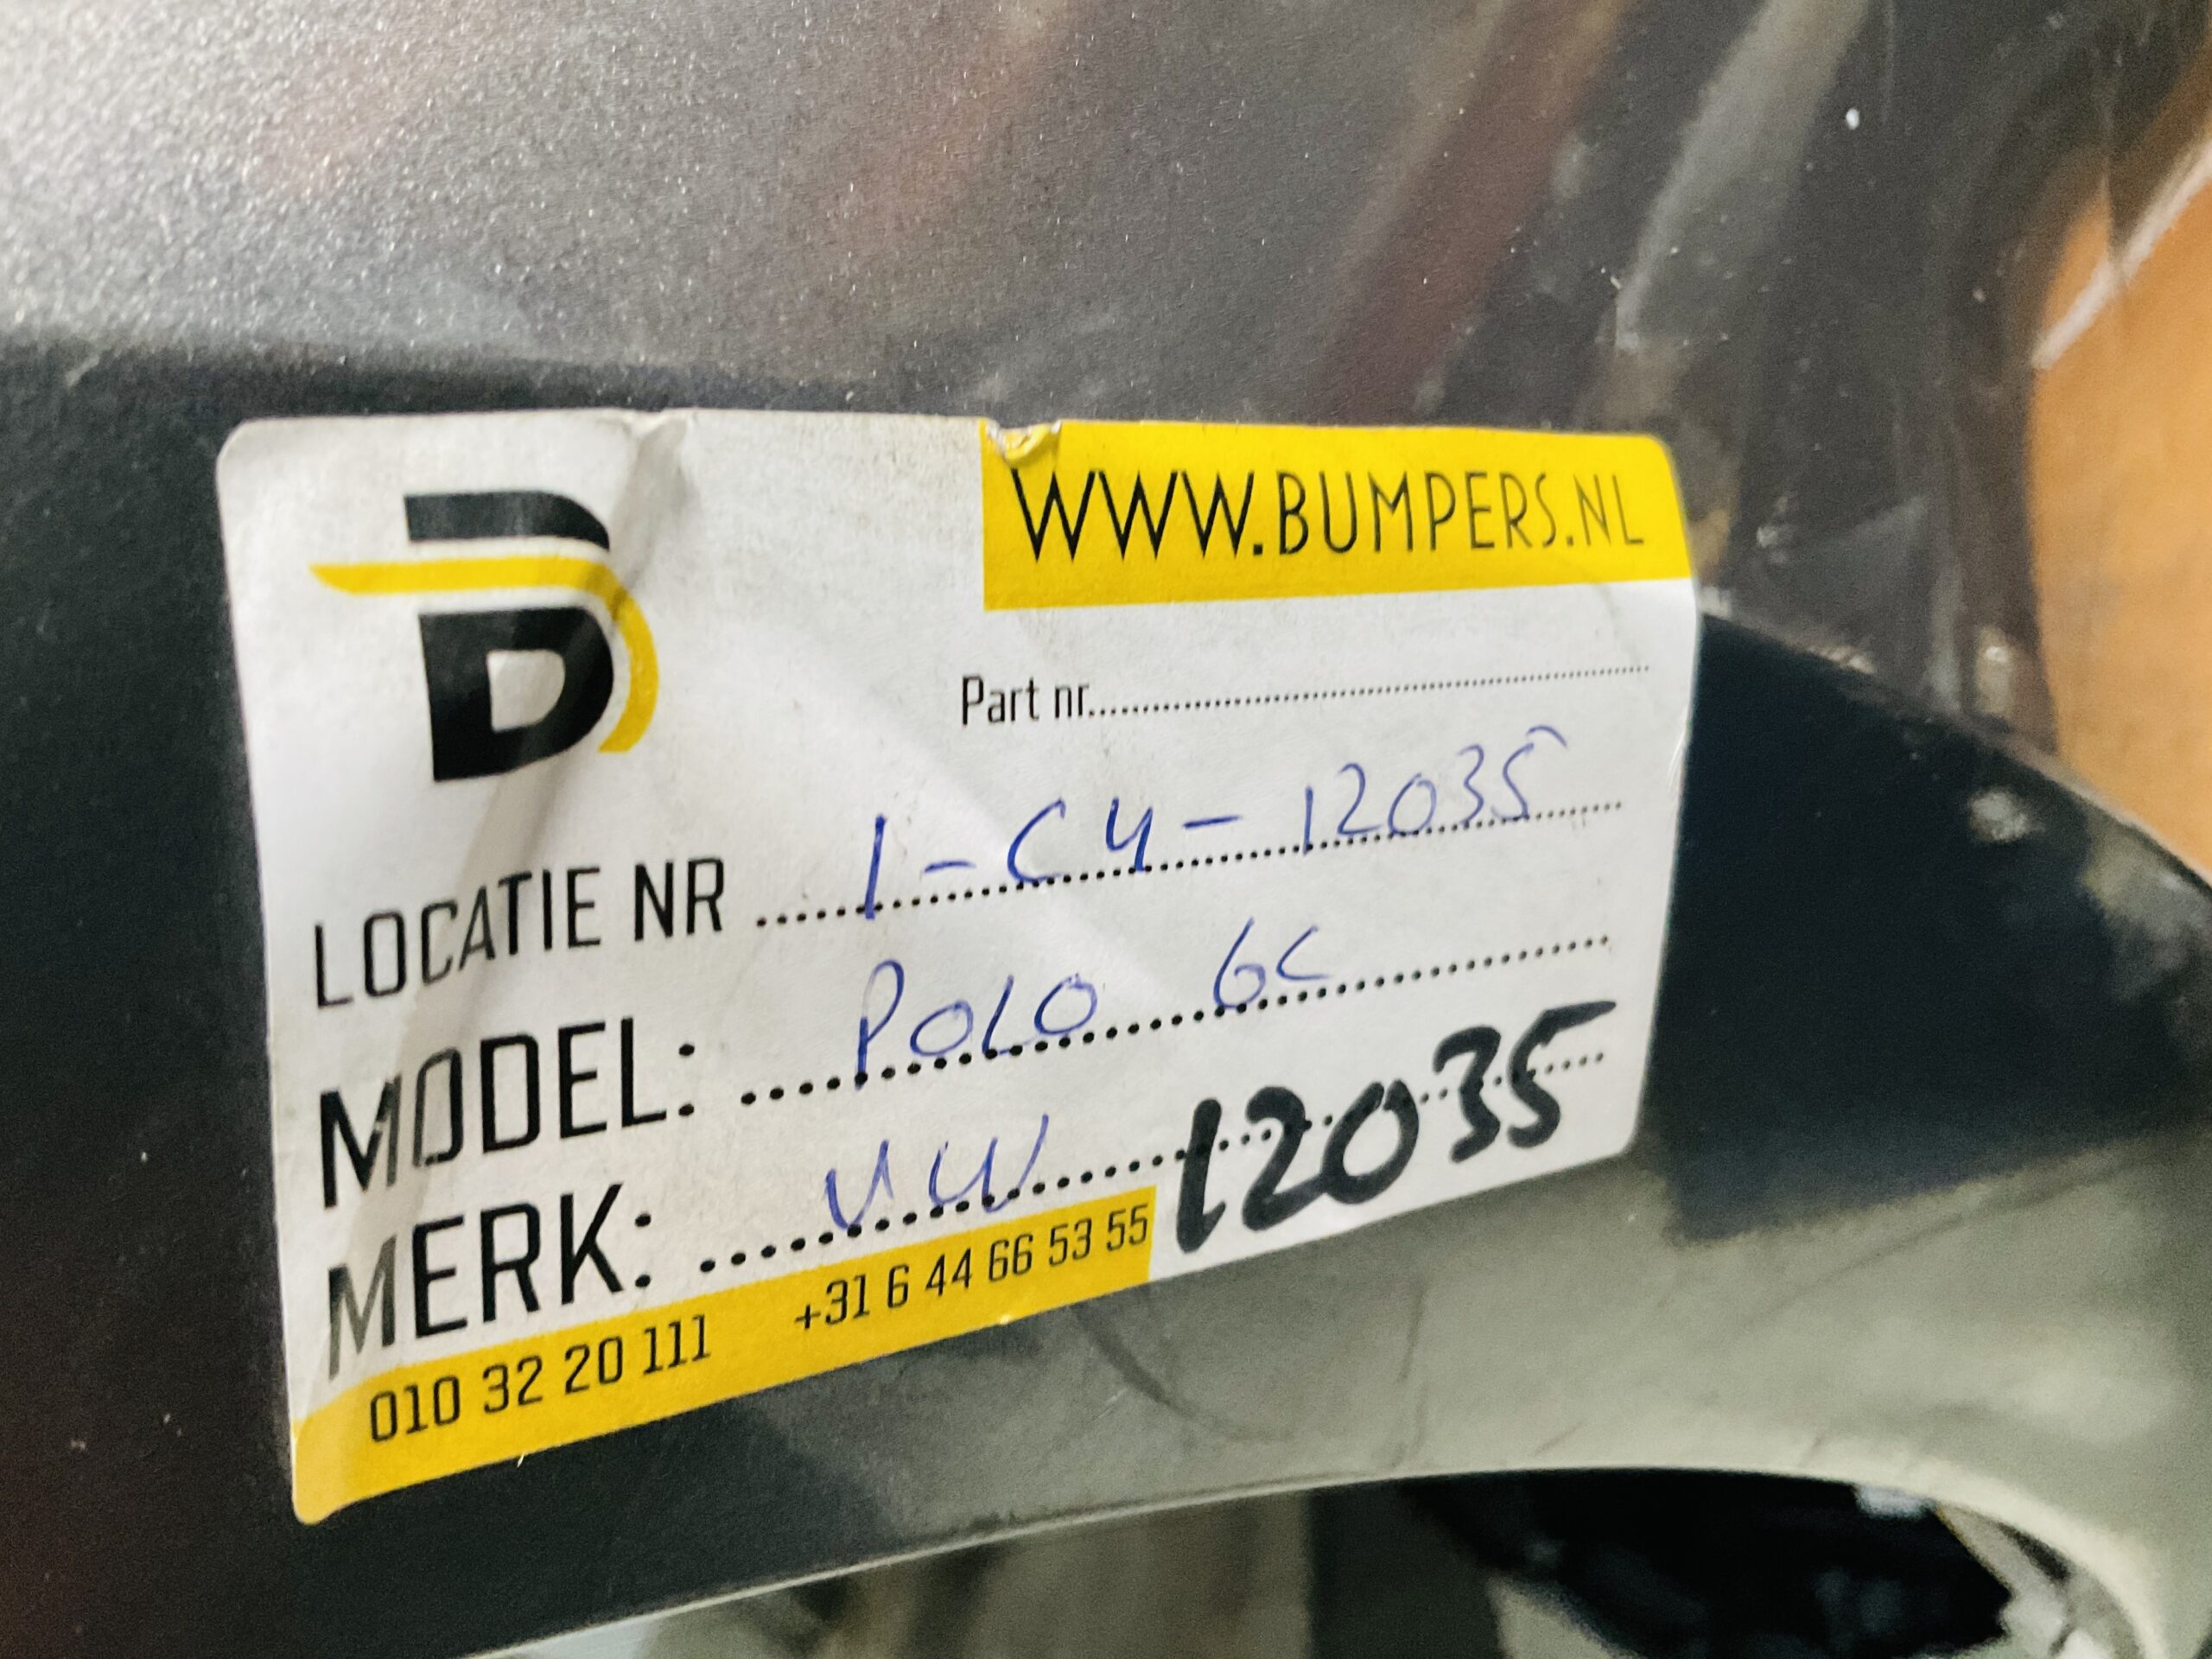 B
WWW.BUMPERS.NL
Part nr........................
LOCATIE NR ........ 1-C4-12035
MODEL: ........ POLO 6C
MERK: ........ VW 12035
010 32 20 111 +31 6 44 66 53 55